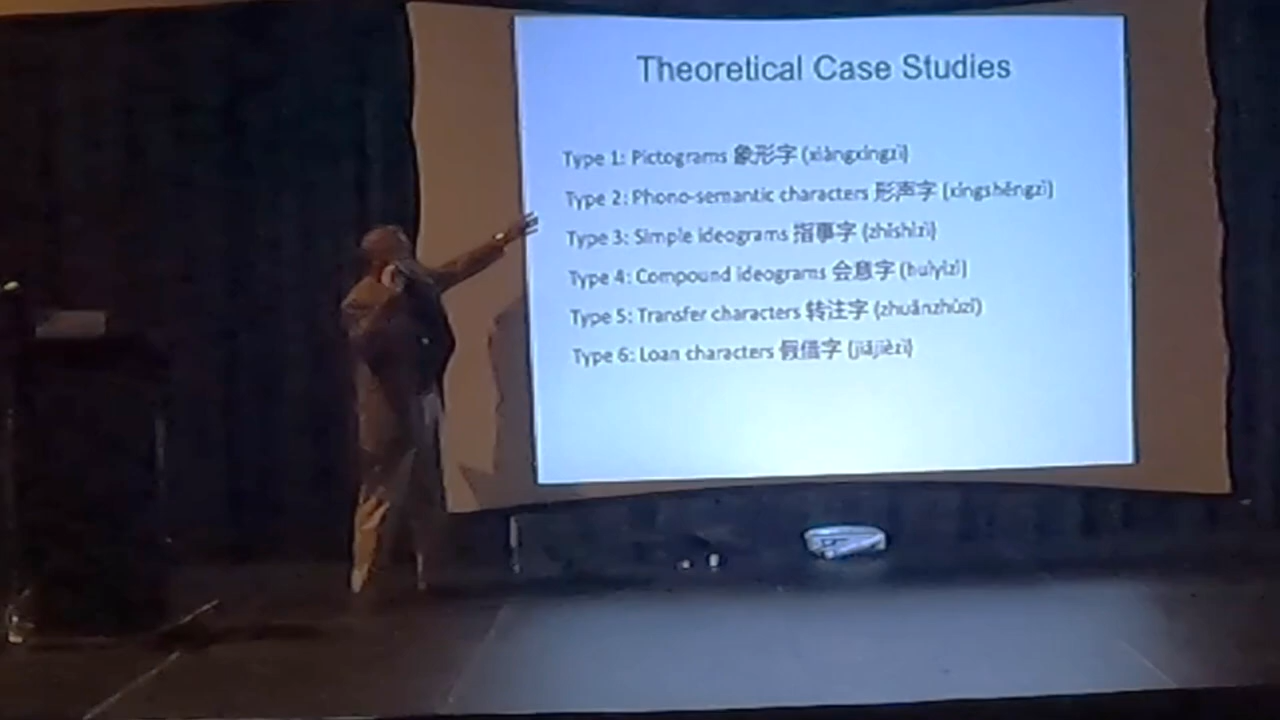 Theoretical Case Studies
Type 1: Pictograms 象形字 (xiàngxíngzì)
Type 2: Phono-semantic characters 形声字 (xíngshēngzì)
Type 3: Simple ideograms 指事字 (zhǐshìzì)
Type 4: Compound ideograms 会意字 (huìyìzì)
Type 5: Transfer characters 转注字 (zhuǎnzhùzì)
Type 6: Loan characters 假借字 (jiǎjièzì)